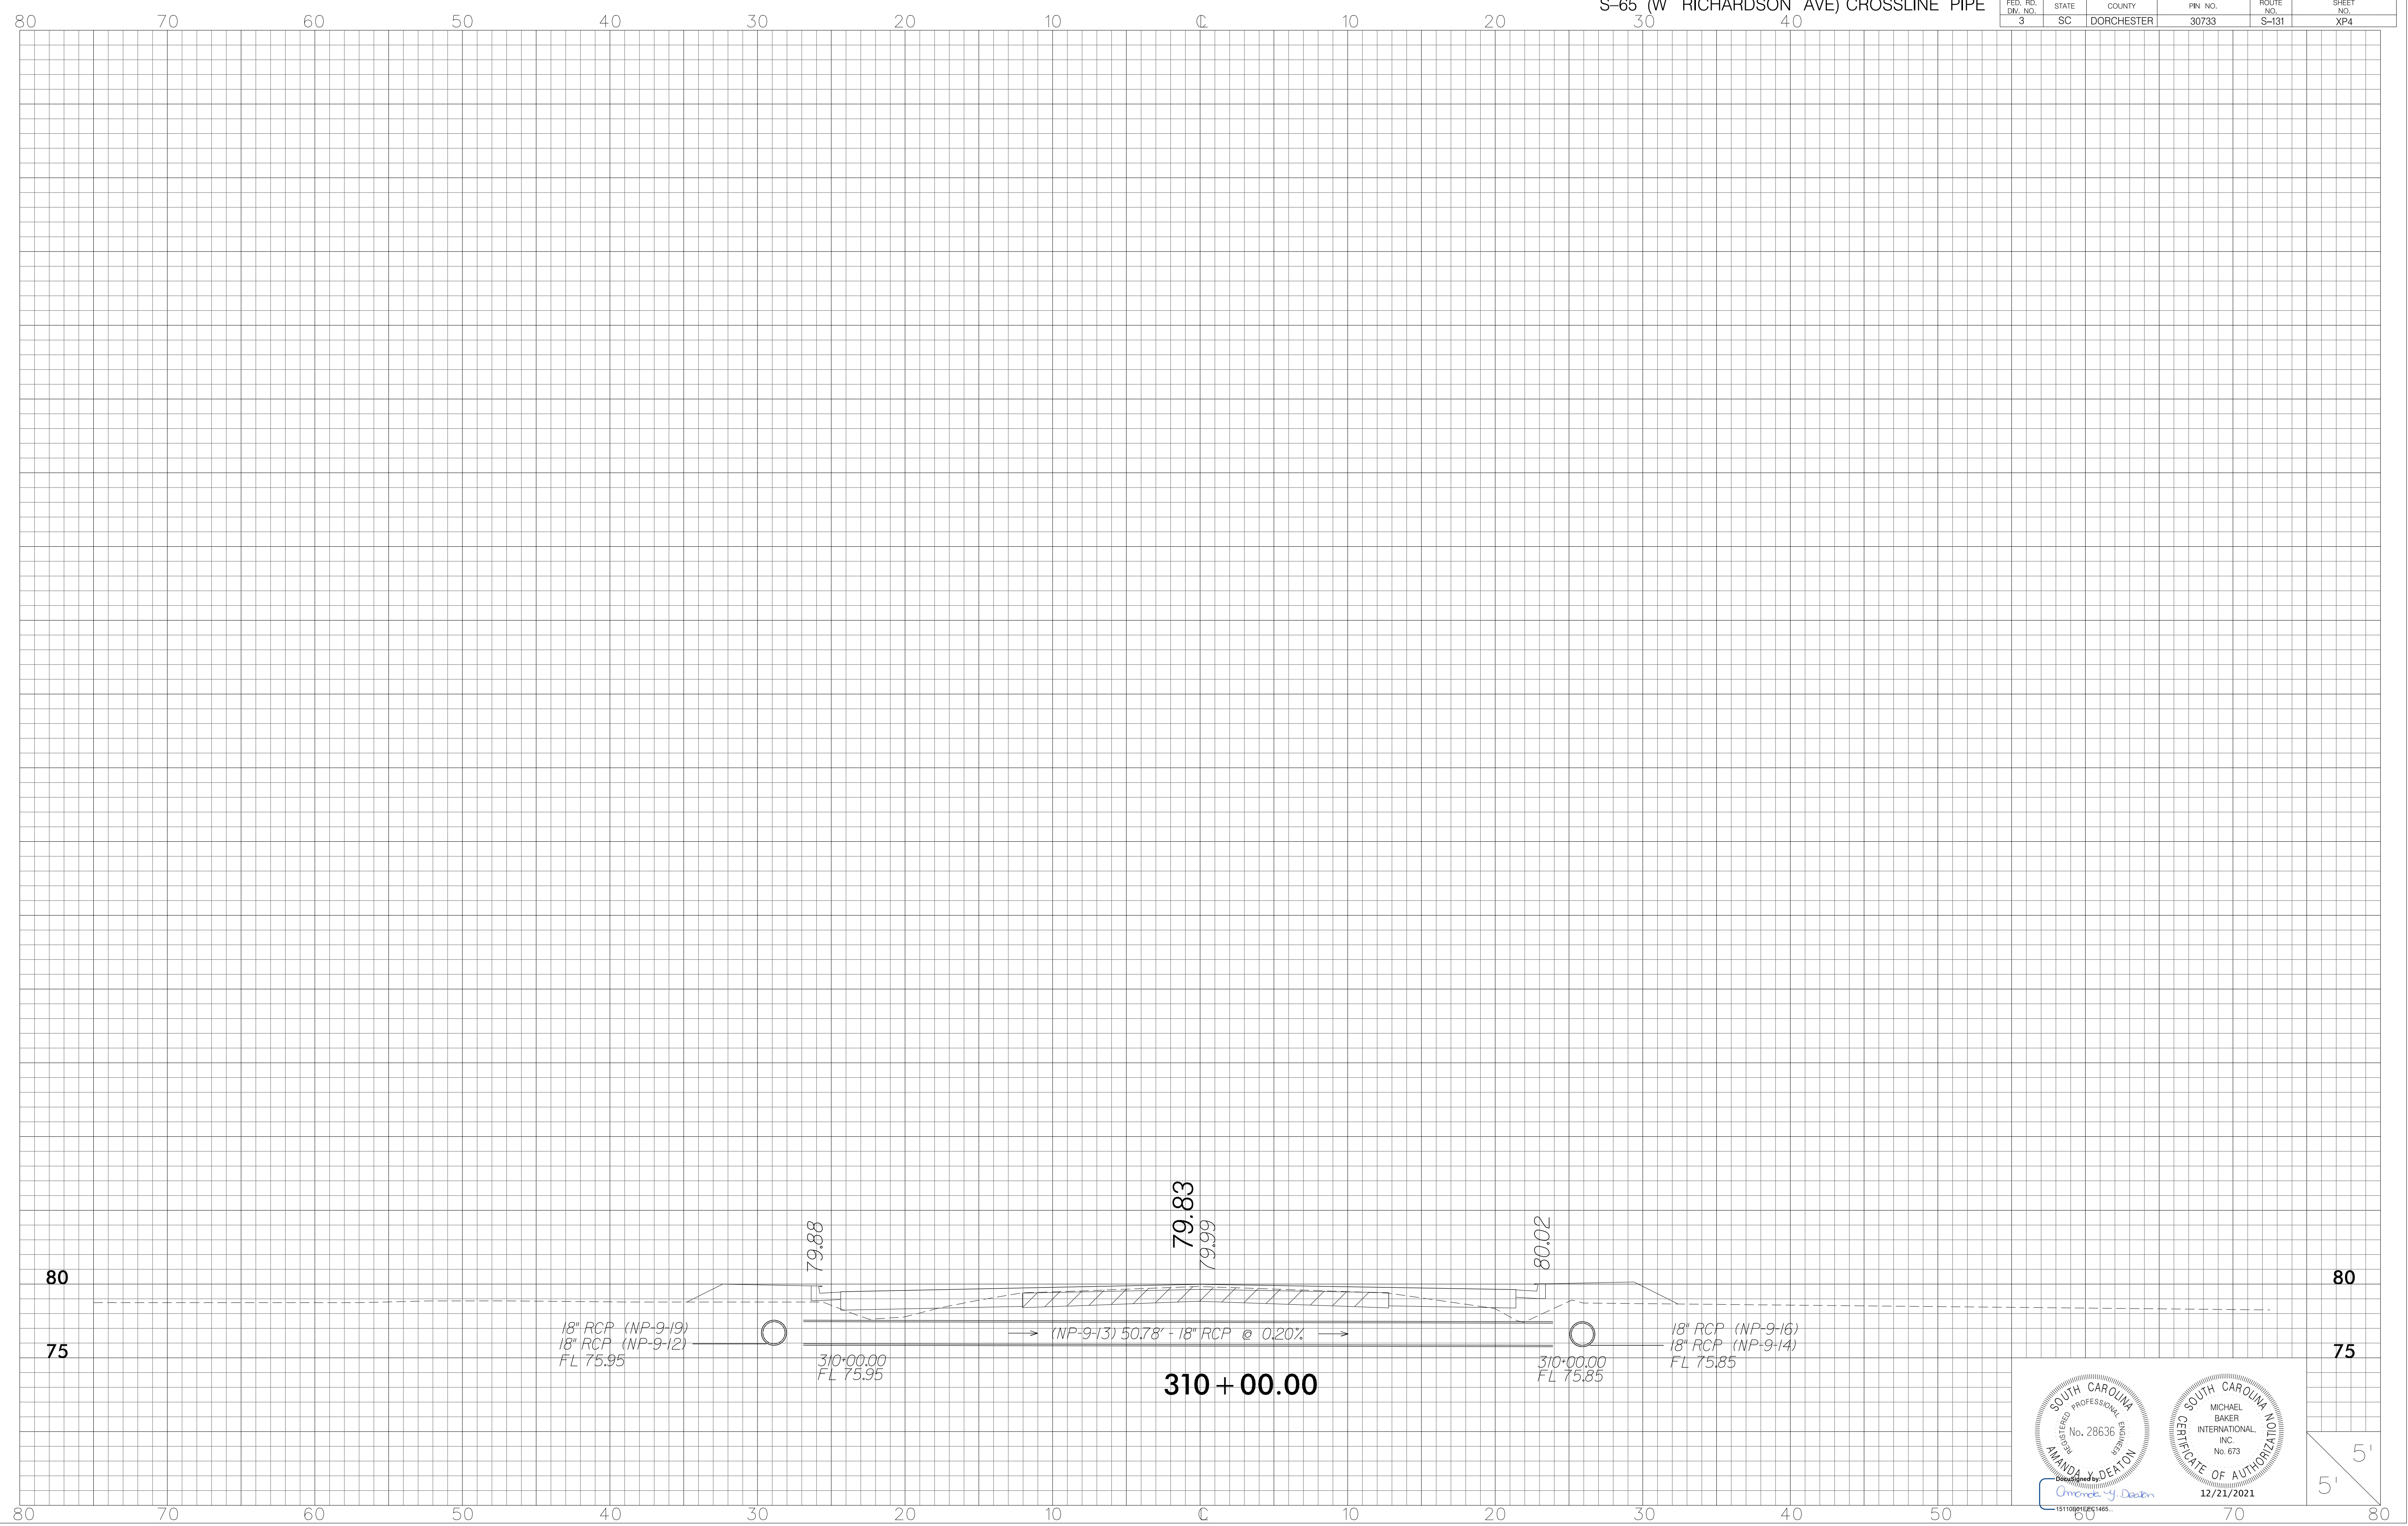 S-65 (W RICHARDSON AVE) CROSSLINE PIPE
FED. RD. DIV. NO. STATE COUNTY PIN NO. ROUTE NO. SHEET NO.
3 SC DORCHESTER 30733 S-131 XP4
80 70 60 50 40 30 20 10 ℄ 10 20 30 40
79.88
79.83
79.99
80.02
80
80
18" RCP (NP-9-19)
18" RCP (NP-9-12)
FL 75.95
(NP-9-13) 50.78' - 18" RCP @ 0.20%
18" RCP (NP-9-16)
18" RCP (NP-9-14)
FL 75.85
75
75
310+00.00
FL 75.95
310+00.00
FL 75.85
310+00.00
SOUTH CAROLINA
REGISTERED PROFESSIONAL ENGINEER
No. 28636
AMANDA Y. DEATON
SOUTH CAROLINA
CERTIFICATE OF AUTHORIZATION
MICHAEL
BAKER
INTERNATIONAL,
INC.
No. 673
DocuSigned by:
Amanda Y. Deaton
12/21/2021
5'
5'
80 70 60 50 40 30 20 10 ℄ 10 20 30 40 50 60 70 80